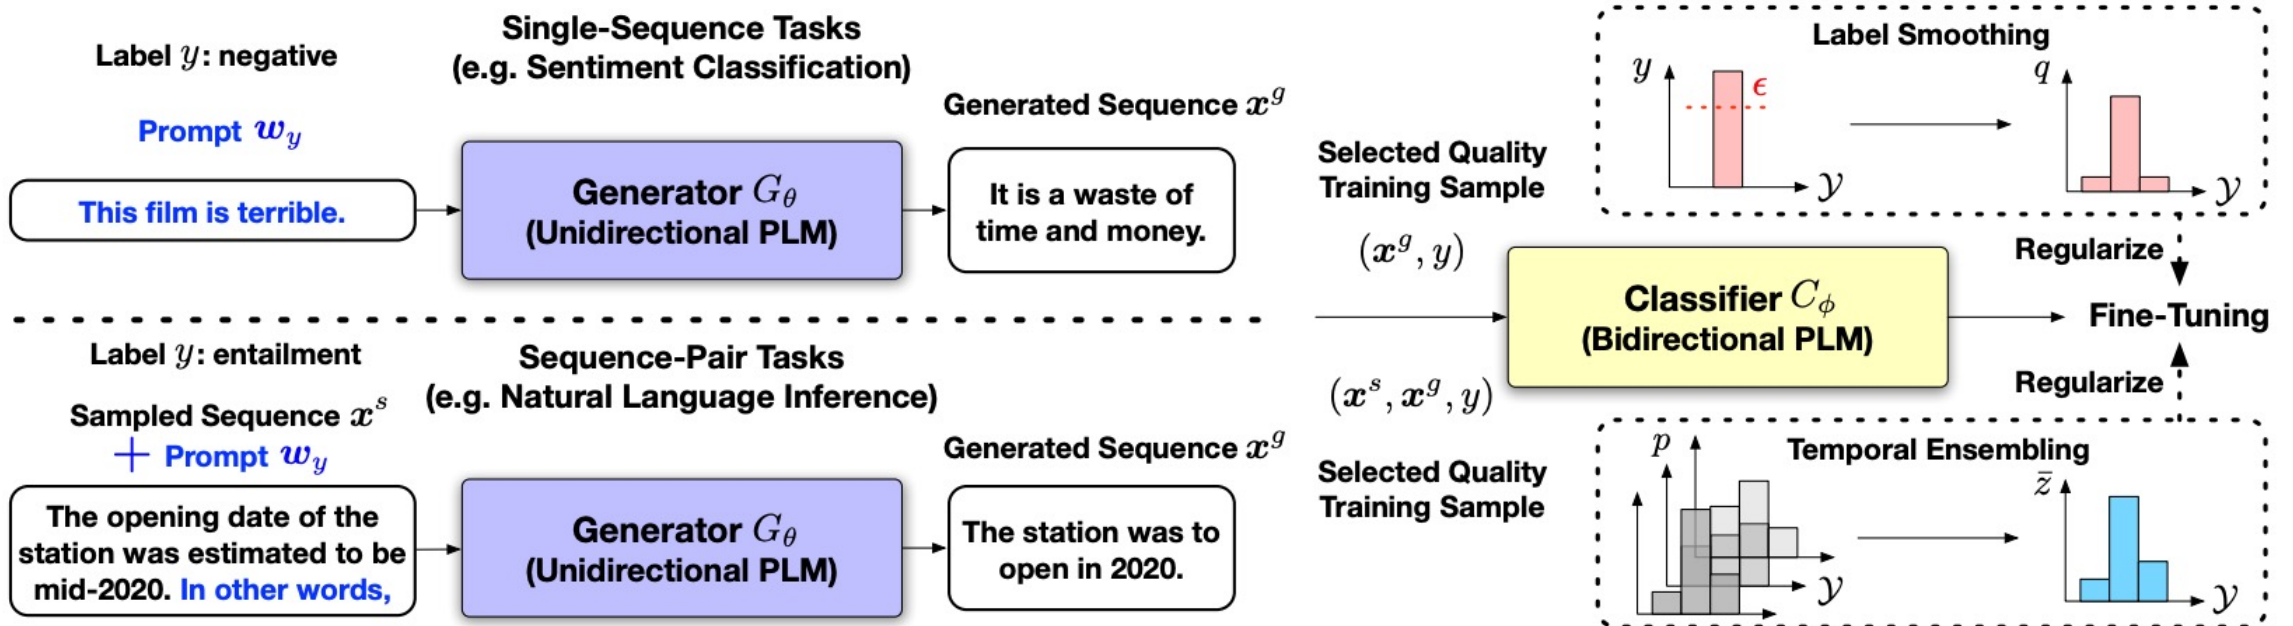 Single-Sequence Tasks
(e.g. Sentiment Classification)
Label y: negative
Prompt w_y
This film is terrible.
Generator G_θ
(Unidirectional PLM)
Generated Sequence x^g
It is a waste of
time and money.
Label y: entailment
Sequence-Pair Tasks
(e.g. Natural Language Inference)
Sampled Sequence x^s
+ Prompt w_y
The opening date of the
station was estimated to be
mid-2020. In other words,
Generator G_θ
(Unidirectional PLM)
Generated Sequence x^g
The station was to
open in 2020.
Selected Quality
Training Sample
(x^g, y)
(x^s, x^g, y)
Selected Quality
Training Sample
Classifier C_ϕ
(Bidirectional PLM)
Label Smoothing
y
ϵ
𝒴
q
𝒴
Regularize
Fine-Tuning
Regularize
Temporal Ensembling
p
𝒴
z̄
𝒴